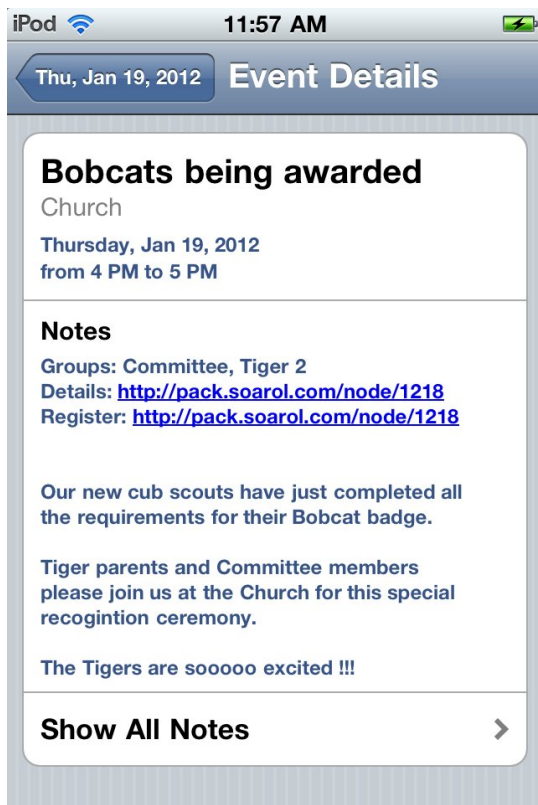 iPod 11:57 AM
Thu, Jan 19, 2012 Event Details
Bobcats being awarded
Church
Thursday, Jan 19, 2012
from 4 PM to 5 PM
Notes
Groups: Committee, Tiger 2
Details: http://pack.soarol.com/node/1218
Register: http://pack.soarol.com/node/1218
Our new cub scouts have just completed all
the requirements for their Bobcat badge.
Tiger parents and Committee members
please join us at the Church for this special
recogintion ceremony.
The Tigers are sooooo excited !!!
Show All Notes